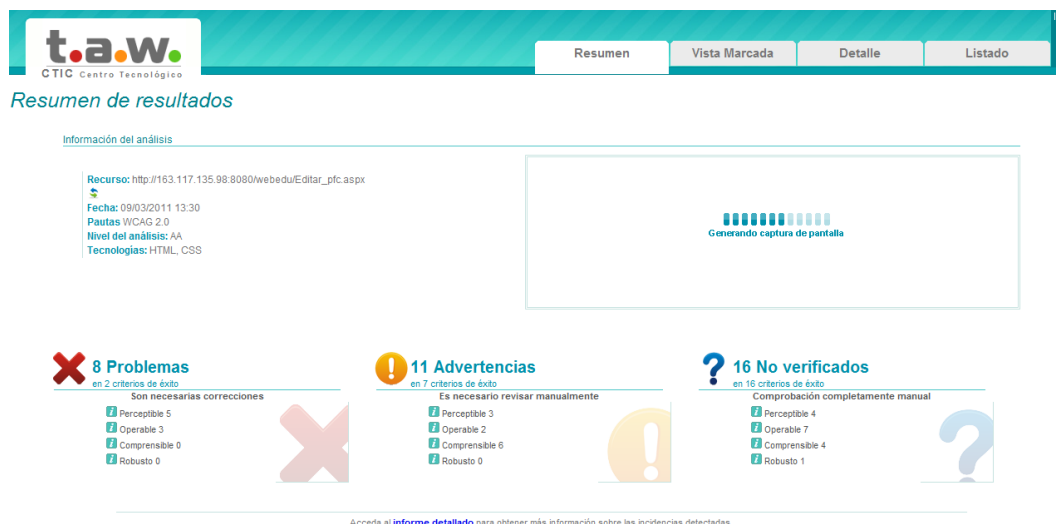 t.a.w.
CTIC Centro Tecnológico
Resumen
Vista Marcada
Detalle
Listado
Resumen de resultados
Información del análisis
Recurso: http://163.117.135.98:8080/webedu/Editar_pfc.aspx
Fecha: 09/03/2011 13:30
Pautas WCAG 2.0
Nivel del análisis: AA
Tecnologías: HTML, CSS
Generando captura de pantalla
8 Problemas
en 2 criterios de éxito
Son necesarias correcciones
Perceptible 5
Operable 3
Comprensible 0
Robusto 0
11 Advertencias
en 7 criterios de éxito
Es necesario revisar manualmente
Perceptible 3
Operable 2
Comprensible 6
Robusto 0
16 No verificados
en 16 criterios de éxito
Comprobación completamente manual
Perceptible 4
Operable 7
Comprensible 4
Robusto 1
Acceda al informe detallado para obtener más información sobre las incidencias detectadas